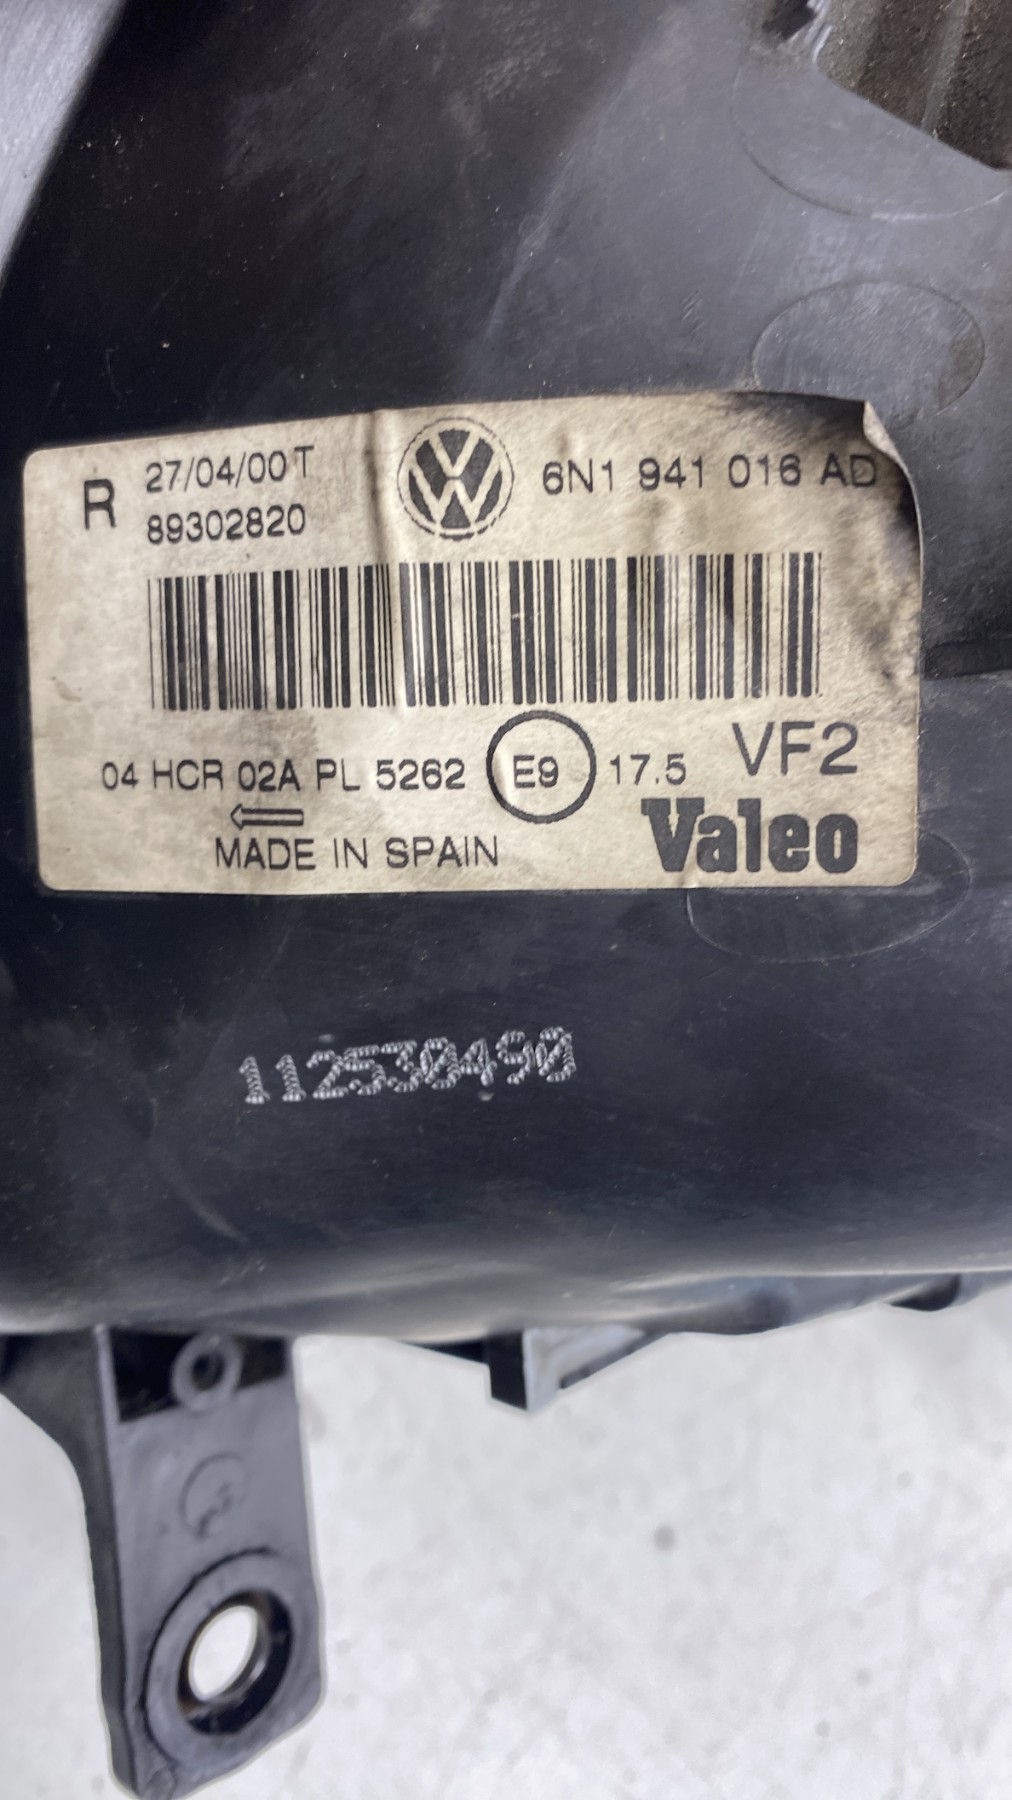 R 27/04/00 T 6N1 941 016 AD
89302820
04 HCR 02A PL 5262 E9 17.5 VF2
MADE IN SPAIN Valeo
112530490